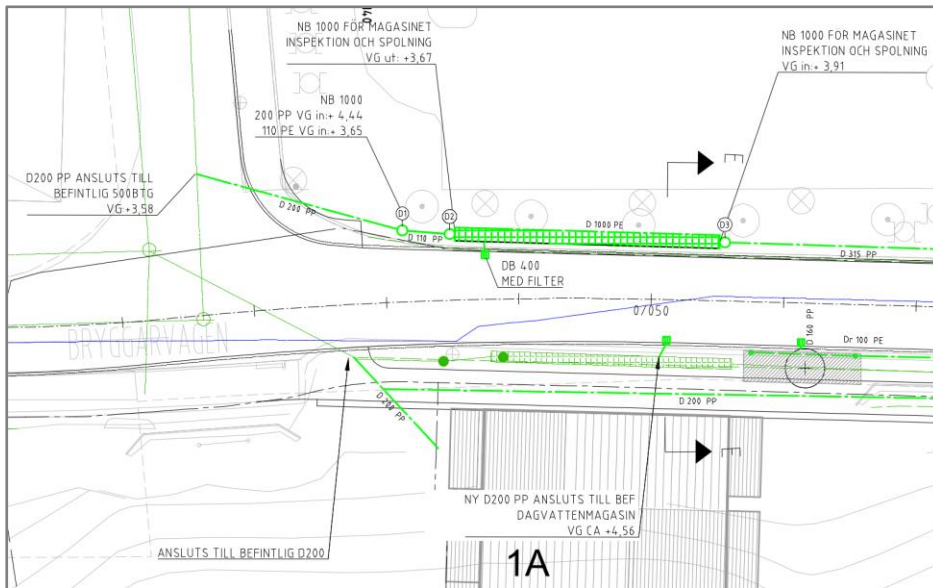 NB 1000 FÖR MAGASINET
INSPEKTION OCH SPOLNING
VG ut: +3,67
140
NB 1000 FÖR MAGASINET
INSPEKTION OCH SPOLNING
VG in:+ 3,91
NB 1000
200 PP VG in:+ 4,44
110 PE VG in:+ 3,65
D200 PP ANSLUTS TILL
BEFINTLIG 500BTG
VG +3,58
D 200 PP
D1
D2
D 110 PP
D 1000 PE
D3
D 315 PP
DB 400
MED FILTER
0/050
BRYGGARVÄGEN
D 160 PP
Dr 100 PE
D 200 PP
D 200 PP
NY D200 PP ANSLUTS TILL BEF
DAGVATTENMAGASIN
VG CA +4,56
ANSLUTS TILL BEFINTLIG D200
1A